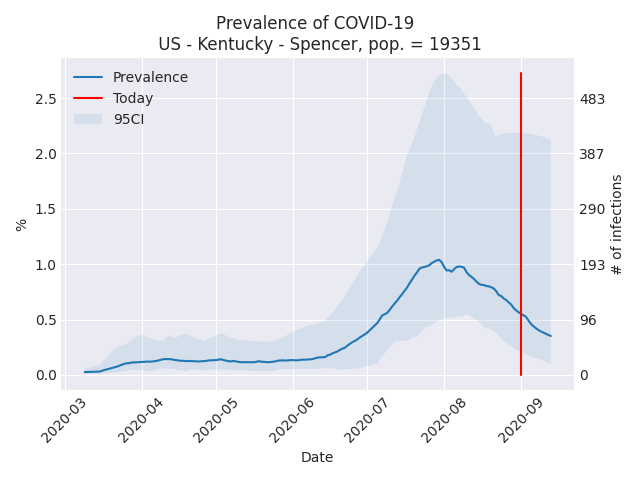 Prevalence of COVID-19
US - Kentucky - Spencer, pop. = 19351
Prevalence
Today
95CI
%
2.5
2.0
1.5
1.0
0.5
0.0
483
387
290
193
96
0
# of infections
2020-03
2020-04
2020-05
2020-06
2020-07
2020-08
2020-09
Date